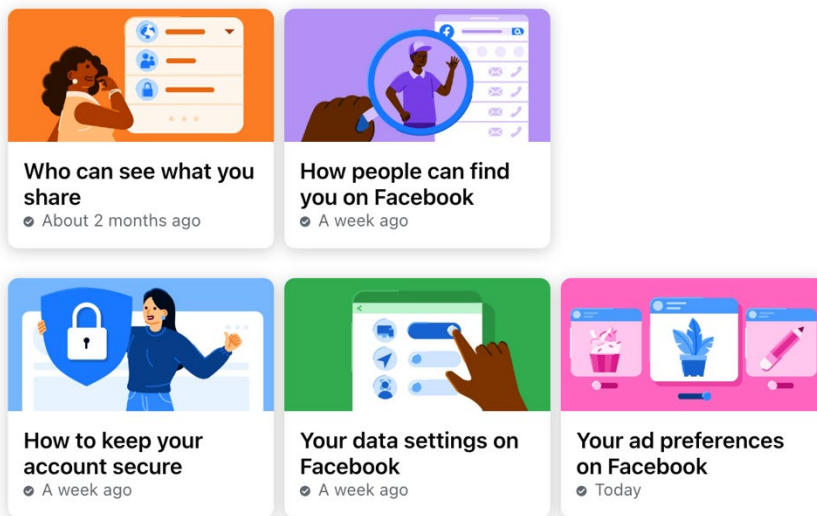 Who can see what you
share
About 2 months ago
How people can find
you on Facebook
A week ago
How to keep your
account secure
A week ago
Your data settings on
Facebook
A week ago
Your ad preferences
on Facebook
Today